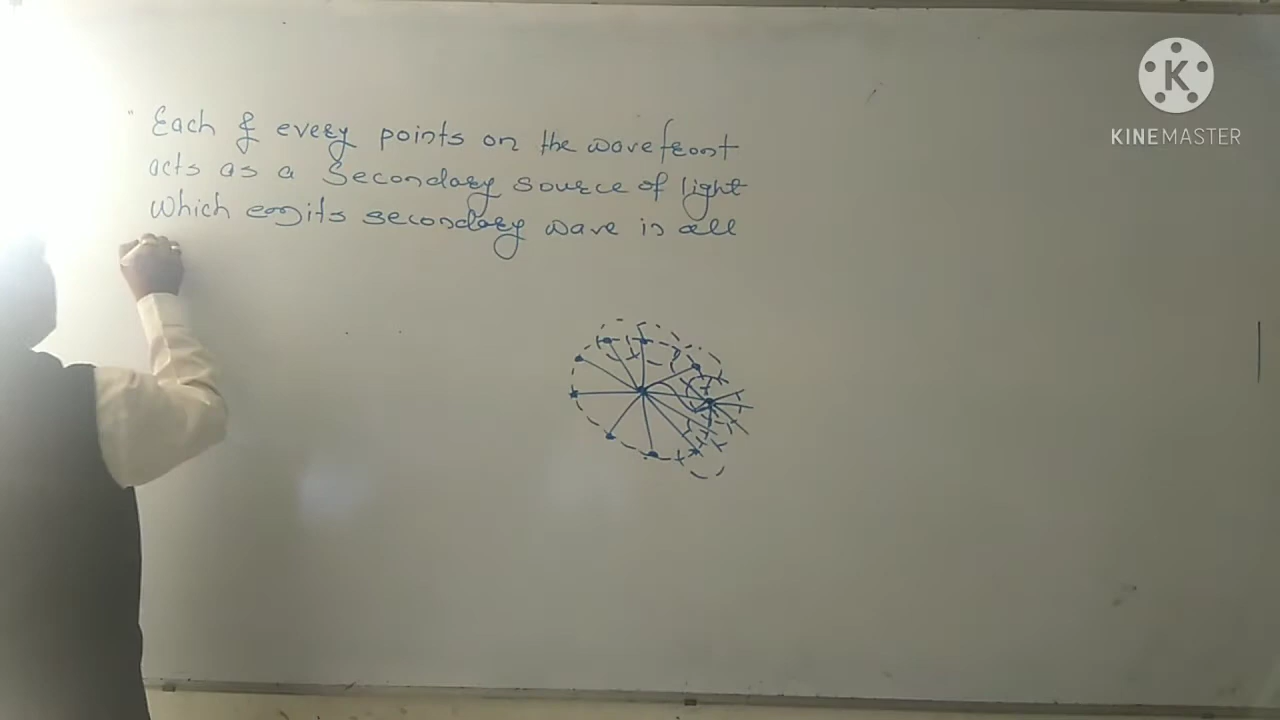 " Each & every points on the wavefront
acts as a Secondary source of light
which emits secondary wave in all
K
KINEMASTER